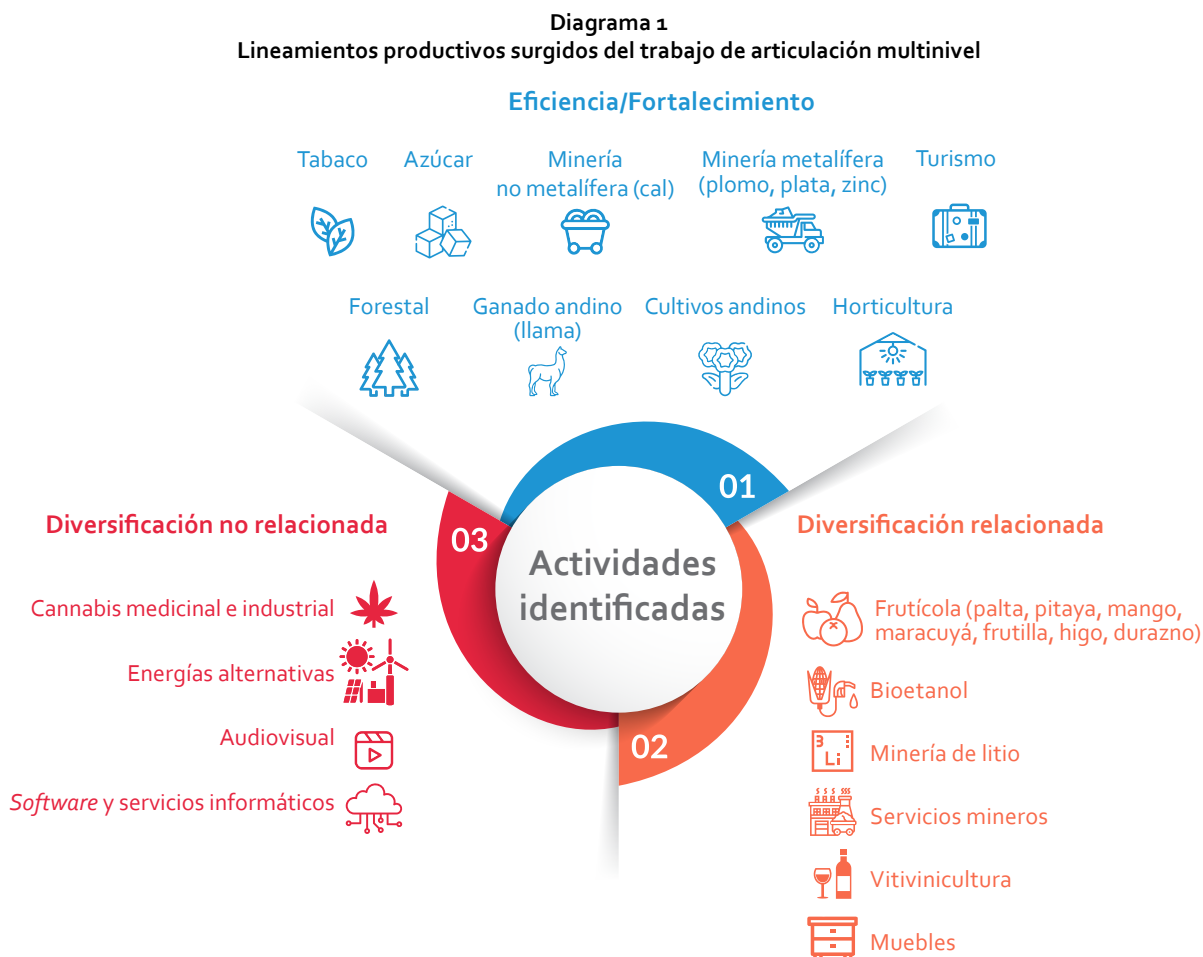 Diagrama 1
Lineamientos productivos surgidos del trabajo de articulación multinivel
Eficiencia/Fortalecimiento
Tabaco
Azúcar
Minería
no metalífera (cal)
Minería metalífera
(plomo, plata, zinc)
Turismo
Forestal
Ganado andino
(llama)
Cultivos andinos
Horticultura
01
Diversificación relacionada
Frutícola (palta, pitaya, mango,
maracuyá, frutilla, higo, durazno)
Bioetanol
3
Li
Minería de litio
Servicios mineros
Vitivinicultura
Muebles
02
Diversificación no relacionada
Cannabis medicinal e industrial
Energías alternativas
Audiovisual
Software y servicios informáticos
03
Actividades
identificadas